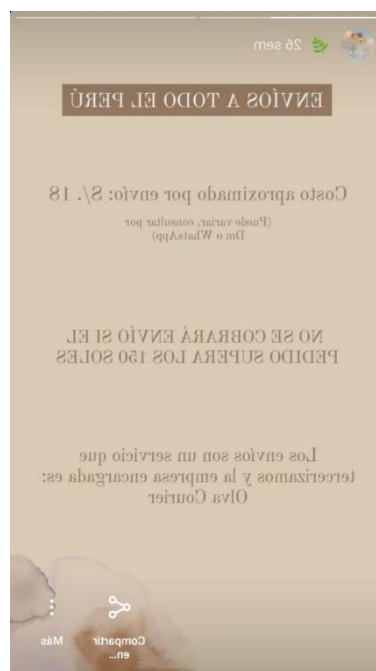 26 sem
ENVÍOS A TODO EL PERÚ
Costo aproximado por envío: S/. 18
(Puede variar, consultar por
Dm o WhatsApp)
NO SE COBRARÁ ENVÍO SI EL
PEDIDO SUPERA LOS 150 SOLES
Los envíos son un servicio que
tercerizamos y la empresa encargada es:
Olva Courier
Compartir
en...
Más